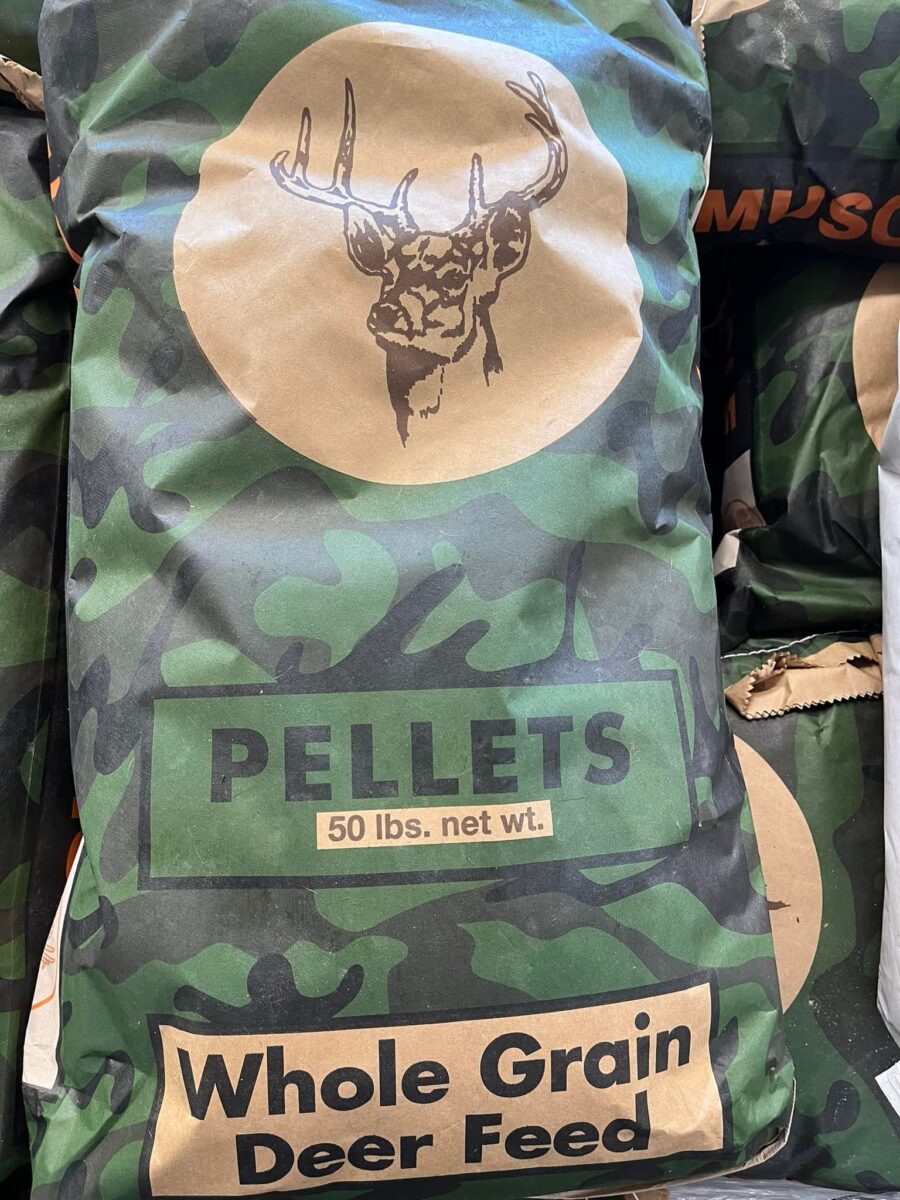 PELLETS
50 lbs. net wt.
Whole Grain
Deer Feed